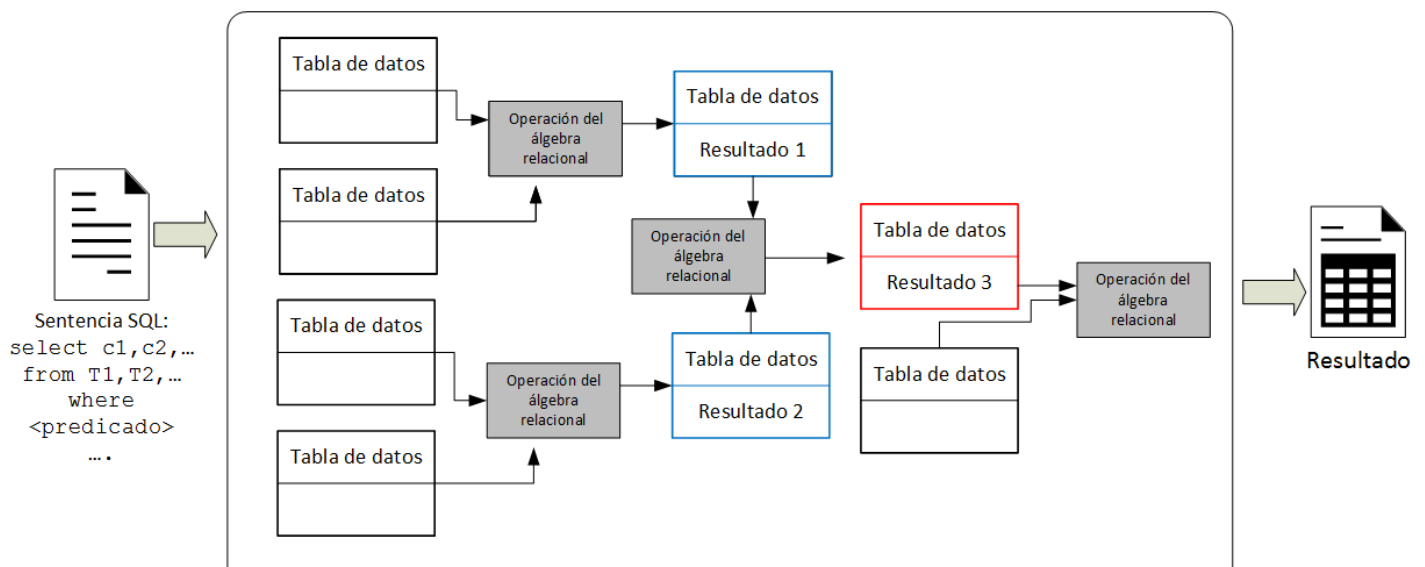 Tabla de datos
Operación del
álgebra
relacional
Tabla de datos
Resultado 1
Tabla de datos
Sentencia SQL:
select c1,c2,…
from T1,T2,…
where
<predicado>
….
Operación del
álgebra
relacional
Tabla de datos
Resultado 3
Operación del
álgebra
relacional
Resultado
Tabla de datos
Operación del
álgebra
relacional
Tabla de datos
Resultado 2
Tabla de datos
Tabla de datos